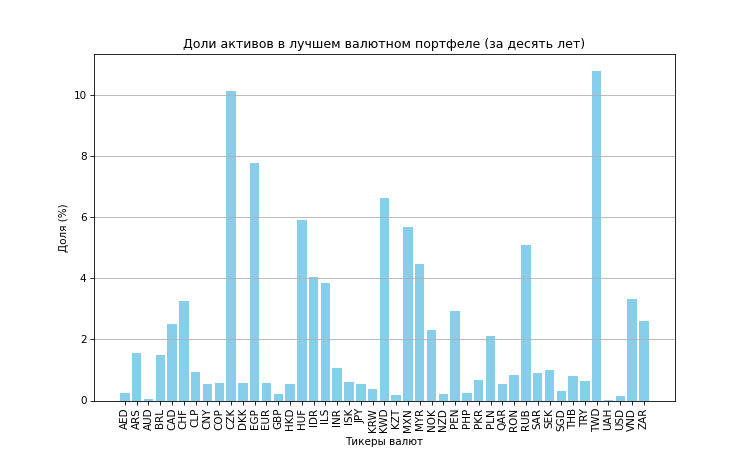 Доли активов в лучшем валютном портфеле (за десять лет)
Доля (%)
10
8
6
4
2
0
AED ARS AUD BRL CAD CHF CLP CNY COP CZK DKK EGP EUR GBP HKD HUF IDR ILS INR ISK JPY KRW KWD KZT MXN MYR NOK NZD PEN PHP PKR PLN QAR RON RUB SAR SEK SGD THB TRY TWD UAH USD VND ZAR
Тикеры валют